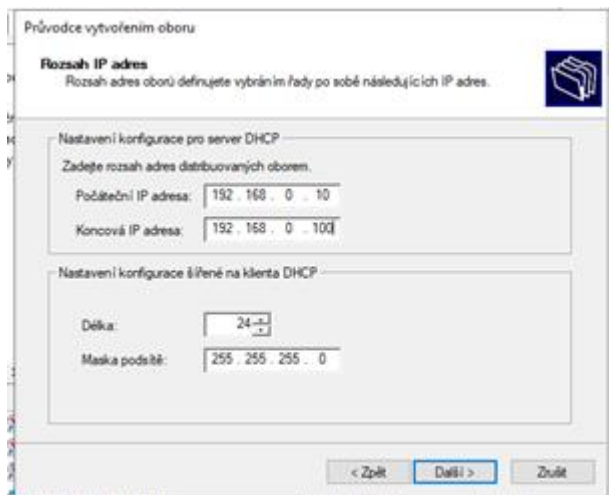 Průvodce vytvořením oboru
Rozsah IP adres
Rozsah adres oborů definujete vybráním řady po sobě následujících IP adres.
Nastavení konfigurace pro server DHCP
Zadejte rozsah adres distribuovaných oborem.
Počáteční IP adresa: 192 . 168 . 0 . 10
Koncová IP adresa: 192 . 168 . 0 . 100
Nastavení konfigurace šířené na klienta DHCP
Délka: 24
Maska podsítě: 255 . 255 . 255 . 0
< Zpět Další > Zrušit